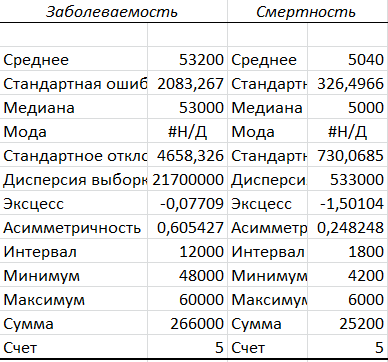 Заболеваемость Смертность
Среднее 53200 Среднее 5040
Стандартная ошиб 2083,267 Стандартн 326,4966
Медиана 53000 Медиана 5000
Мода #Н/Д Мода #Н/Д
Стандартное откло 4658,326 Стандартн 730,0685
Дисперсия выборк 21700000 Дисперси 533000
Эксцесс -0,07709 Эксцесс -1,50104
Асимметричность 0,605427 Асимметр 0,248248
Интервал 12000 Интервал 1800
Минимум 48000 Минимум 4200
Максимум 60000 Максимум 6000
Сумма 266000 Сумма 25200
Счет 5 Счет 5